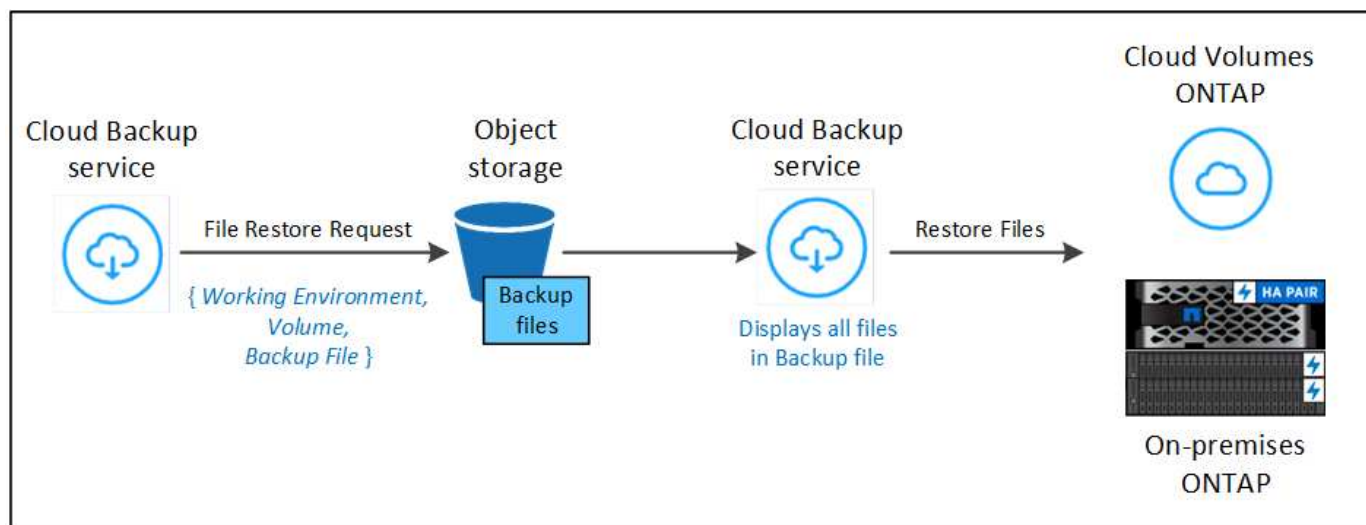 Cloud Backup
service
File Restore Request
{ Working Environment,
Volume,
Backup File }
Object
storage
Backup
files
Cloud Backup
service
Displays all files
in Backup file
Restore Files
Cloud Volumes
ONTAP
HA PAIR
On-premises
ONTAP